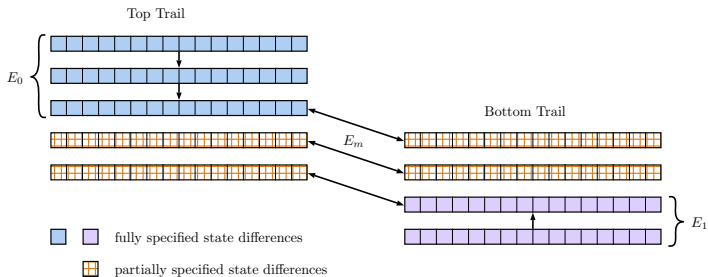 Top Trail
E0
Bottom Trail
Em
E1
fully specified state differences
partially specified state differences